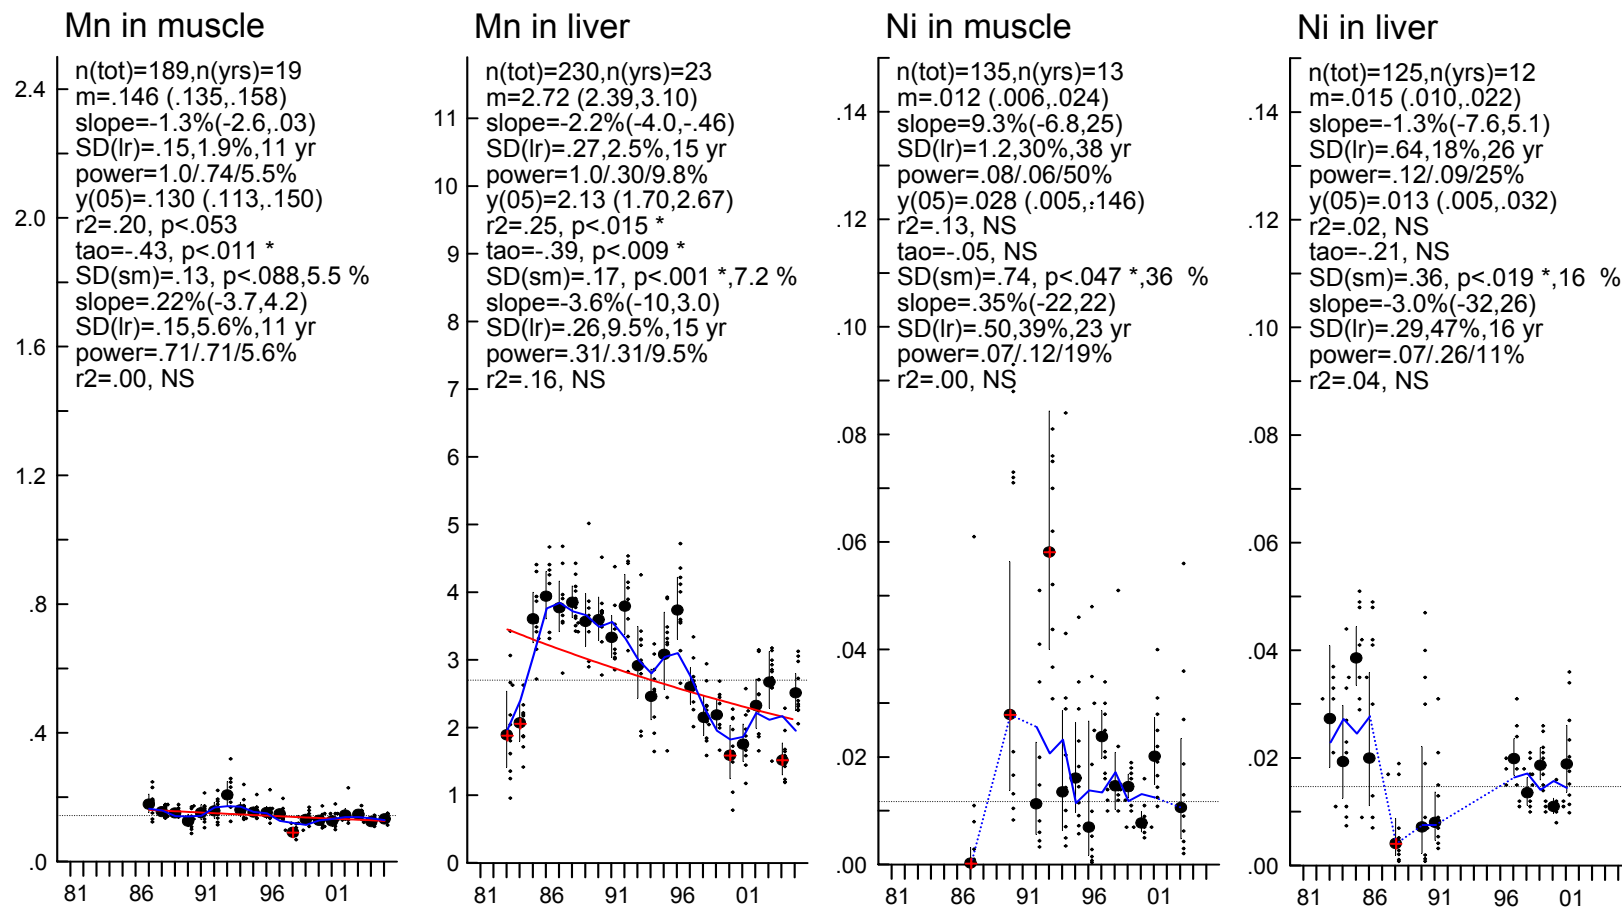 Mn in muscle
n(tot)=189,n(yrs)=19
m=.146 (.135,.158)
slope=-1.3%(-2.6,.03)
SD(lr)=.15,1.9%,11 yr
power=1.0/.74/5.5%
y(05)=.130 (.113,.150)
r2=.20, p<.053
tao=-.43, p<.011 *
SD(sm)=.13, p<.088,5.5 %
slope=.22%(-3.7,4.2)
SD(lr)=.15,5.6%,11 yr
power=.71/.71/5.6%
r2=.00, NS
2.4
2.0
1.6
1.2
.8
.4
.0
81 86 91 96 01
Mn in liver
n(tot)=230,n(yrs)=23
m=2.72 (2.39,3.10)
slope=-2.2%(-4.0,-.46)
SD(lr)=.27,2.5%,15 yr
power=1.0/.30/9.8%
y(05)=2.13 (1.70,2.67)
r2=.25, p<.015 *
tao=-.39, p<.009 *
SD(sm)=.17, p<.001 *,7.2 %
slope=-3.6%(-10,3.0)
SD(lr)=.26,9.5%,15 yr
power=.31/.31/9.5%
r2=.16, NS
11
10
9
8
7
6
5
4
3
2
1
0
81 86 91 96 01
Ni in muscle
n(tot)=135,n(yrs)=13
m=.012 (.006,.024)
slope=9.3%(-6.8,25)
SD(lr)=1.2,30%,38 yr
power=.08/.06/50%
y(05)=.028 (.005,.146)
r2=.13, NS
tao=-.05, NS
SD(sm)=.74, p<.047 *,36 %
slope=.35%(-22,22)
SD(lr)=.50,39%,23 yr
power=.07/.12/19%
r2=.00, NS
.14
.12
.10
.08
.06
.04
.02
.00
81 86 91 96 01
Ni in liver
n(tot)=125,n(yrs)=12
m=.015 (.010,.022)
slope=-1.3%(-7.6,5.1)
SD(lr)=.64,18%,26 yr
power=.12/.09/25%
y(05)=.013 (.005,.032)
r2=.02, NS
tao=-.21, NS
SD(sm)=.36, p<.019 *,16 %
slope=-3.0%(-32,26)
SD(lr)=.29,47%,16 yr
power=.07/.26/11%
r2=.04, NS
.14
.12
.10
.08
.06
.04
.02
.00
81 86 91 96 01